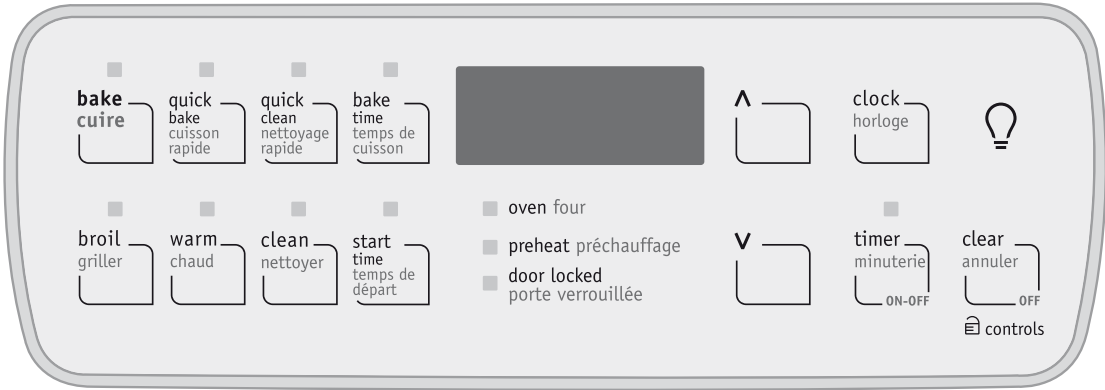 bake
cuire
quick
bake
cuisson
rapide
quick
clean
nettoyage
rapide
bake
time
temps de
cuisson
clock
horloge
broil
griller
warm
chaud
clean
nettoyer
start
time
temps de
départ
oven four
preheat préchauffage
door locked
porte verrouillée
timer
minuterie
ON-OFF
clear
annuler
OFF
controls